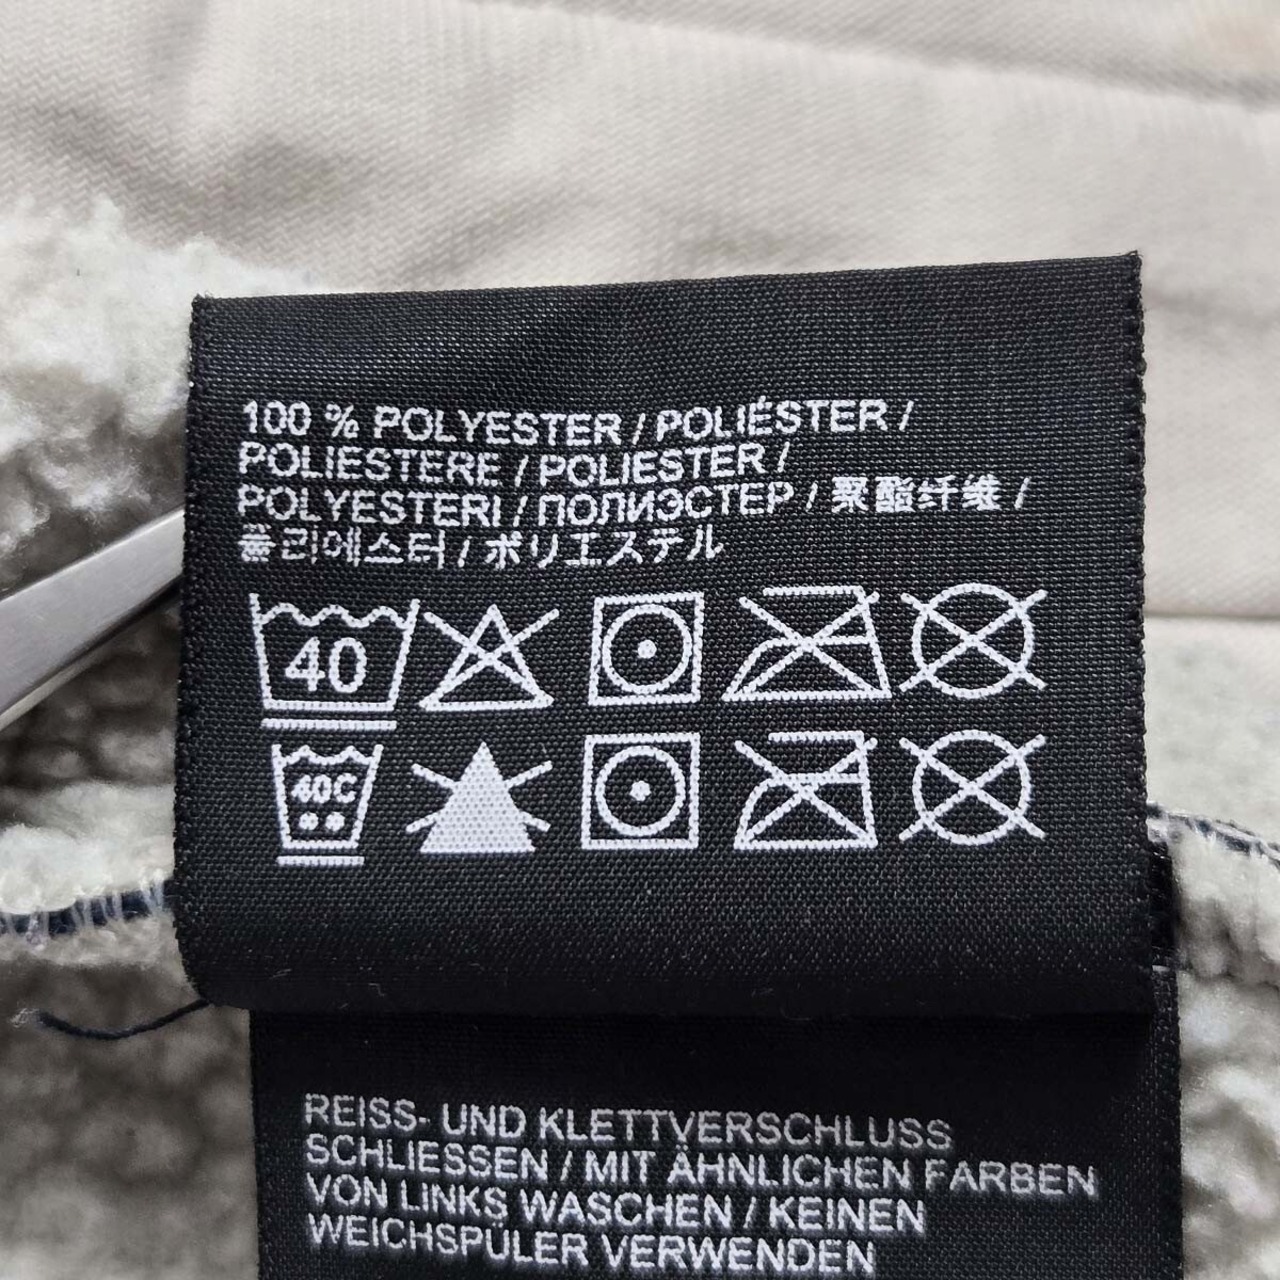 100 % POLYESTER / POLIÉSTER /
POLIESTERE / POLIESTER /
POLYESTERI / ПОЛИЭСТЕР / 聚酯纤维 /
폴리에스터 / ポリエステル
40
40C
REISS- UND KLETTVERSCHLUSS
SCHLIESSEN / MIT ÄHNLICHEN FARBEN
VON LINKS WASCHEN / KEINEN
WEICHSPÜLER VERWENDEN